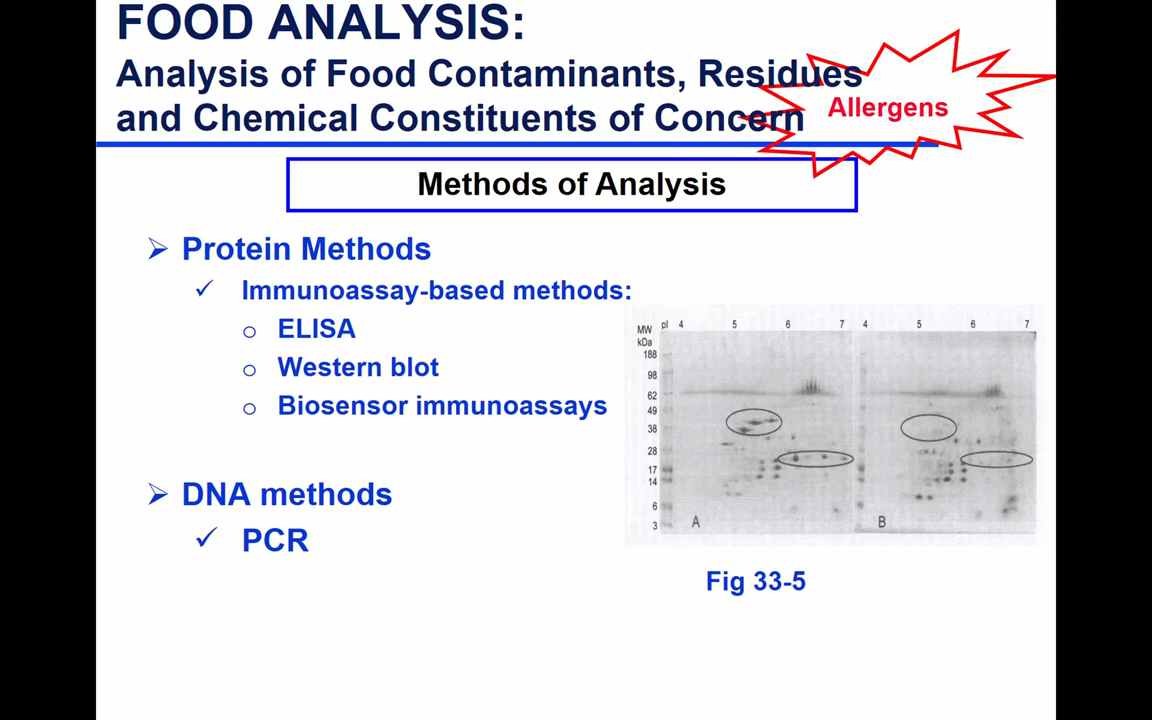 FOOD ANALYSIS:
Analysis of Food Contaminants, Residues
and Chemical Constituents of Concern
Allergens
Methods of Analysis
➢ Protein Methods
✓ Immunoassay-based methods:
o ELISA
o Western blot
o Biosensor immunoassays
➢ DNA methods
✓ PCR
MW pI 4 5 6 7 4 5 6 7
kDa
188
98
62
49
38
28
17
14
6
3
A B
Fig 33-5